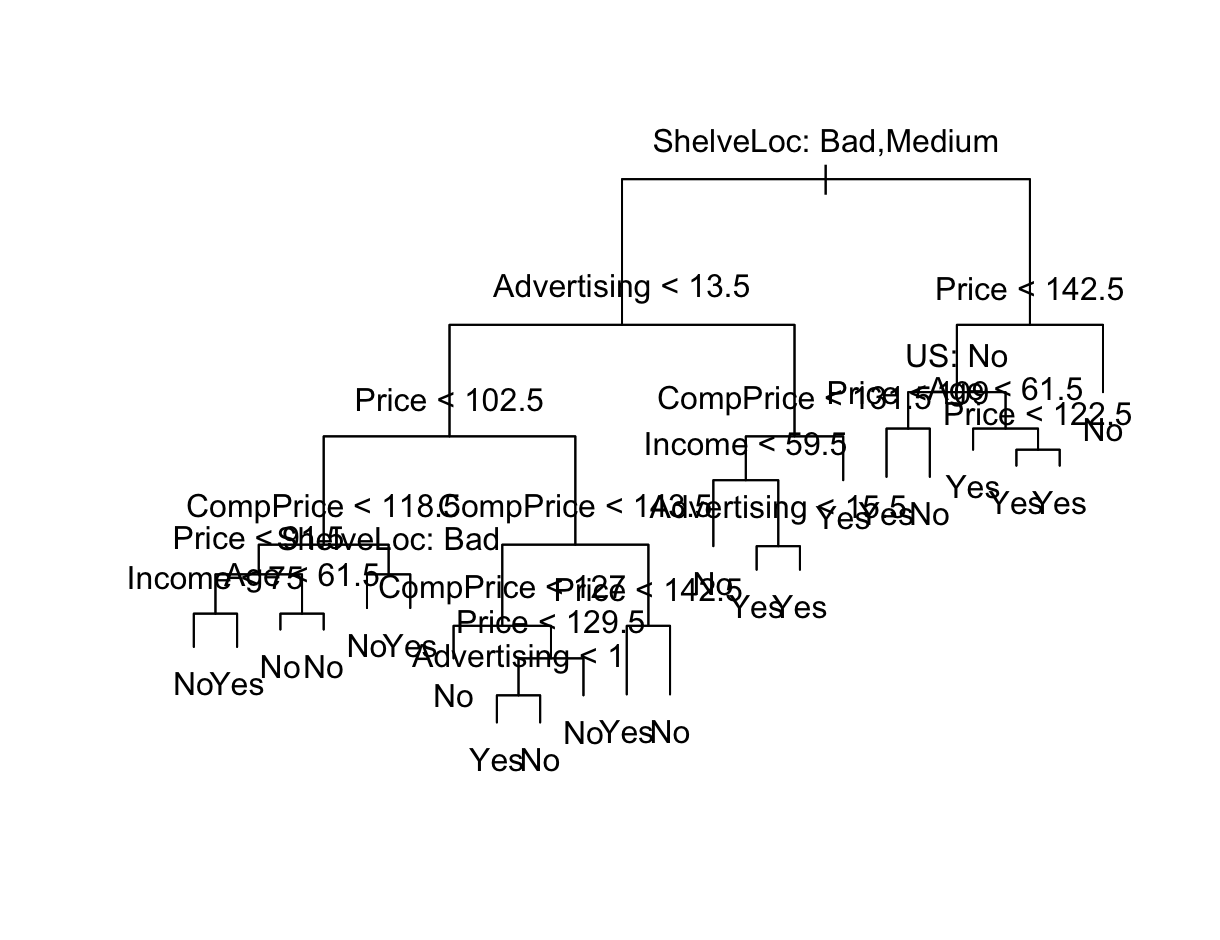 ShelveLoc: Bad,Medium
Advertising < 13.5
Price < 142.5
US: No
Price < 109
Age < 61.5
Price < 102.5
CompPrice < 131.5
Price < 122.5
No
Income < 59.5
Yes
YesYes
CompPrice < 118.5
CompPrice < 143.5
Advertising < 15.5
Yes
Yes
No
Price < 91.5
ShelveLoc: Bad
Income < 75
Age < 61.5
CompPrice < 127
Price < 142.5
No
Yes
Yes
Price < 129.5
No
Yes
Advertising < 1
No
No
No
Yes
No
No
Yes
No
Yes
No